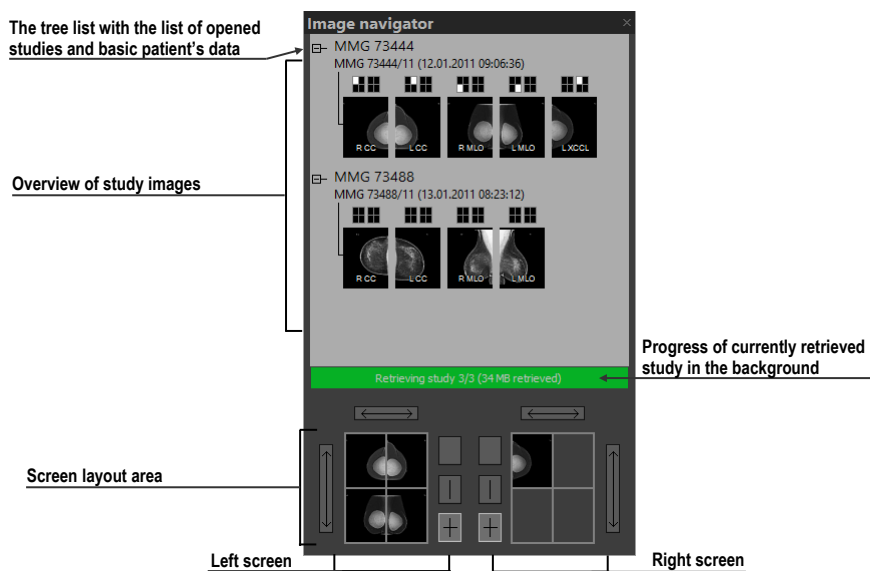 The tree list with the list of opened
studies and basic patient's data
Image navigator
MMG 73444
MMG 73444/11 (12.01.2011 09:06:36)
R CC
L CC
R MLO
L MLO
L XCCL
Overview of study images
MMG 73488
MMG 73488/11 (13.01.2011 08:23:12)
R CC
L CC
R MLO
L MLO
Progress of currently retrieved
study in the background
Retrieving study 3/3 (34 MB retrieved)
Screen layout area
Left screen
Right screen